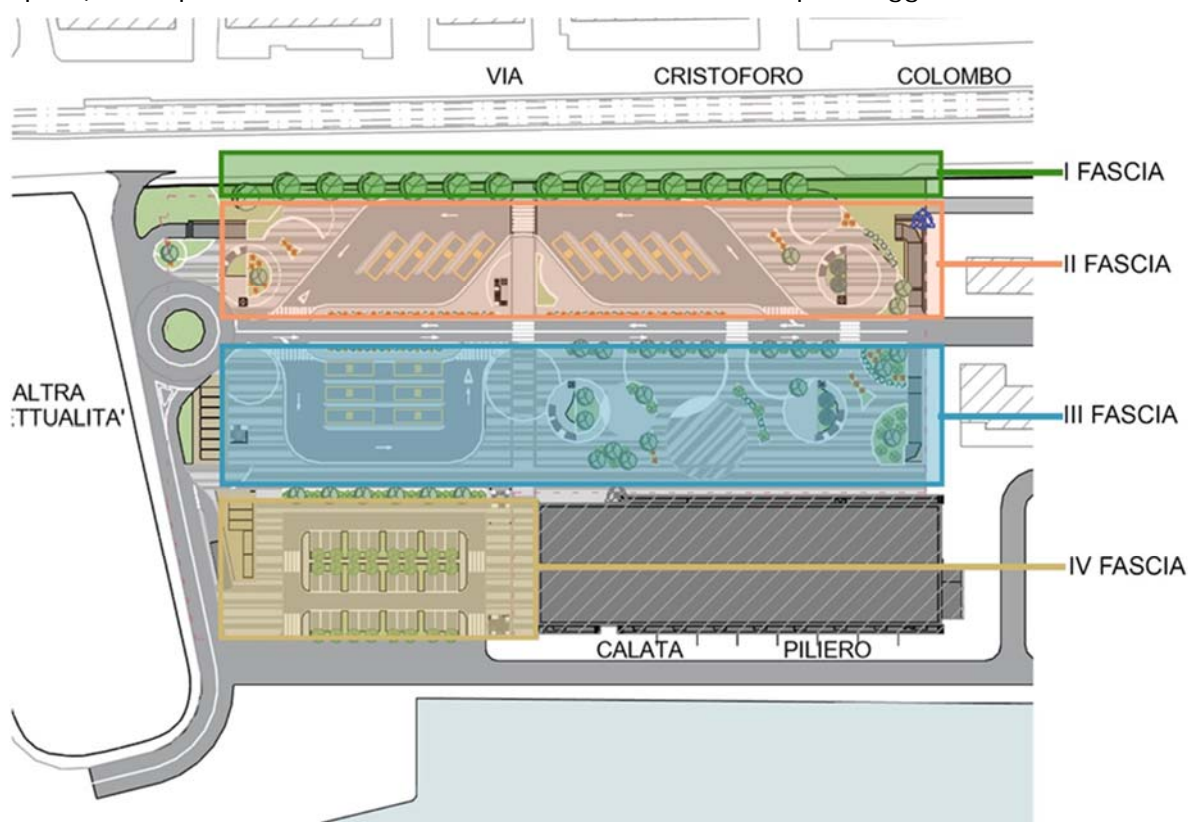 VIA CRISTOFORO COLOMBO
I FASCIA
II FASCIA
ALTRA
III FASCIA
IV FASCIA
CALATA PILIERO